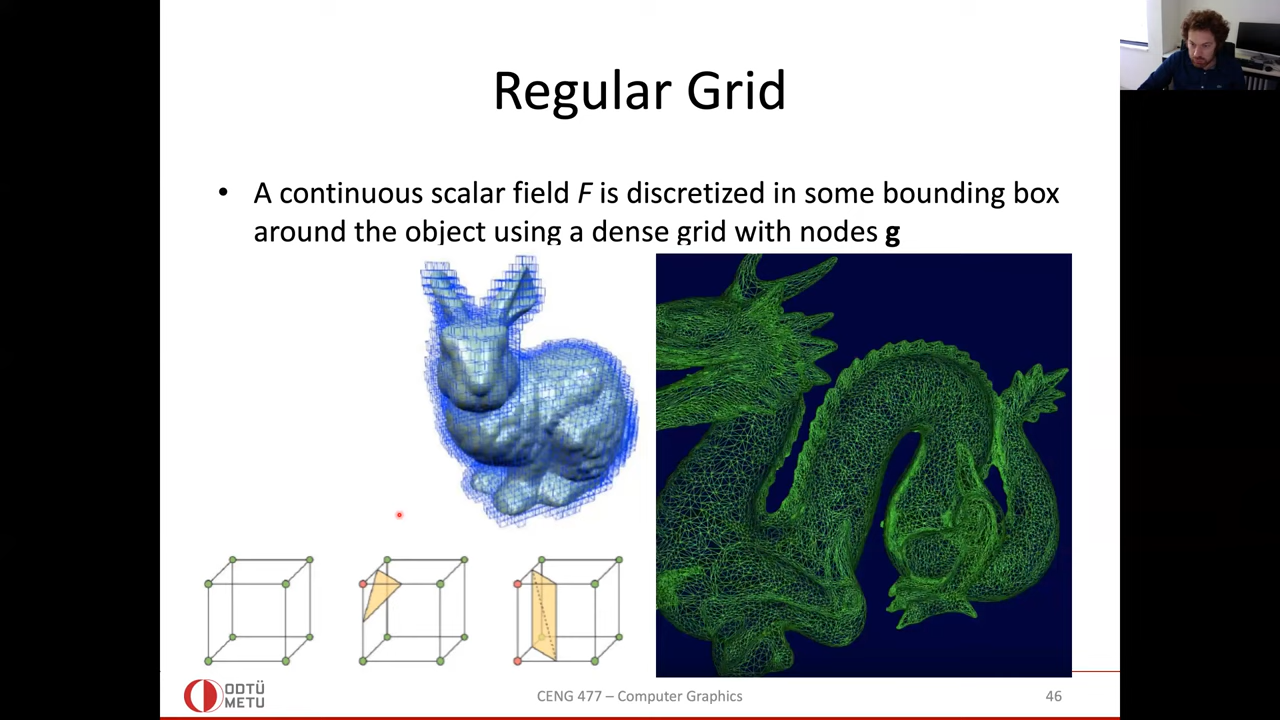 Regular Grid
• A continuous scalar field F is discretized in some bounding box
around the object using a dense grid with nodes g
ODTÜ
METU
CENG 477 – Computer Graphics
46